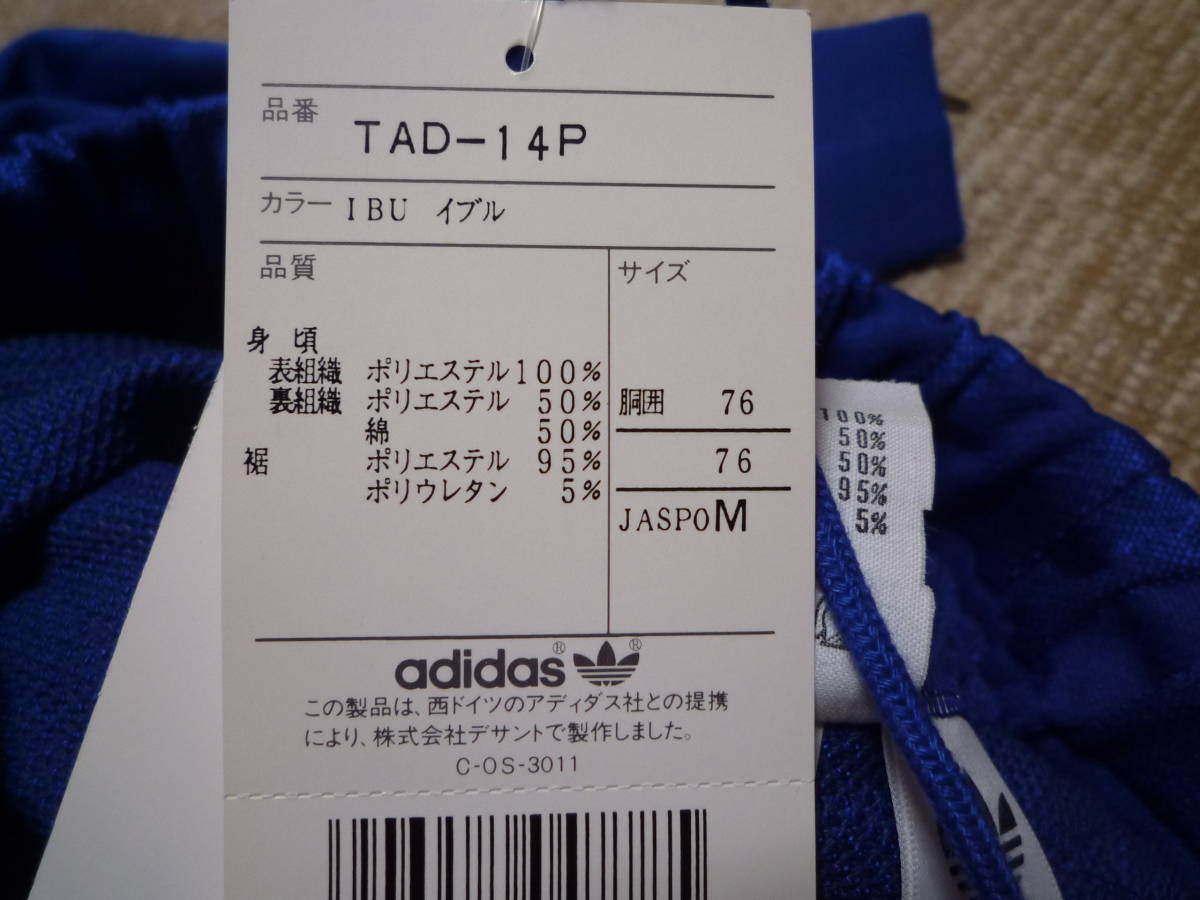 品番 TAD-14P
カラー IBU イブル
品質
身 頃
表組織 ポリエステル100%
裏組織 ポリエステル 50%
綿 50%
裾 ポリエステル 95%
ポリウレタン 5%
サイズ
胴囲 76
76
JASPO M
adidas® ®
この製品は、西ドイツのアディダス社との提携
により、株式会社デサントで製作しました。
C-OS-3011
100%
50%
50%
95%
5%